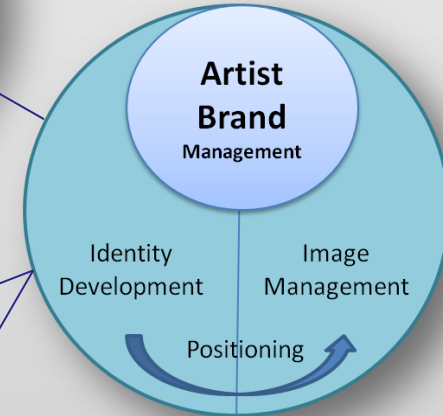 Artist
Brand
Management
Identity
Development
Image
Management
Positioning